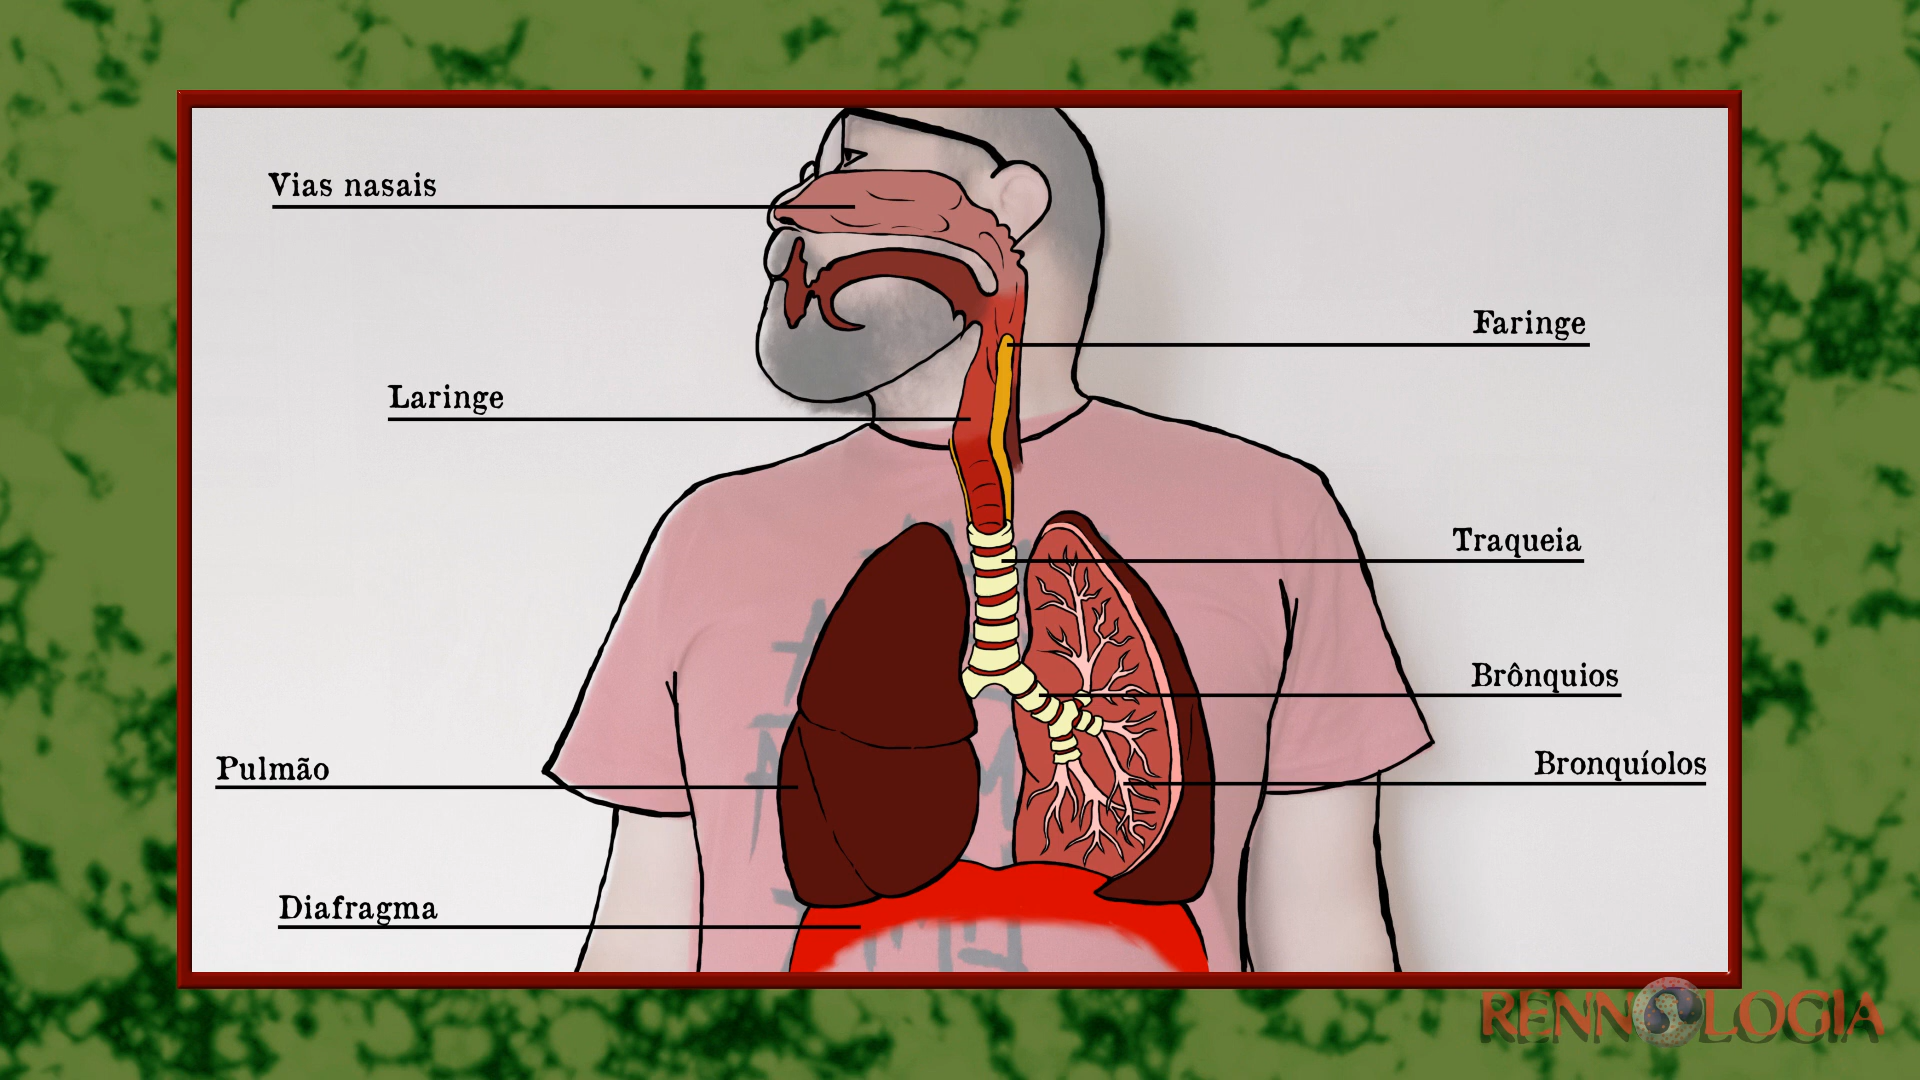 Vias nasais
Faringe
Laringe
Traqueia
Brônquios
Bronquíolos
Pulmão
Diafragma
RENNOLOGIA